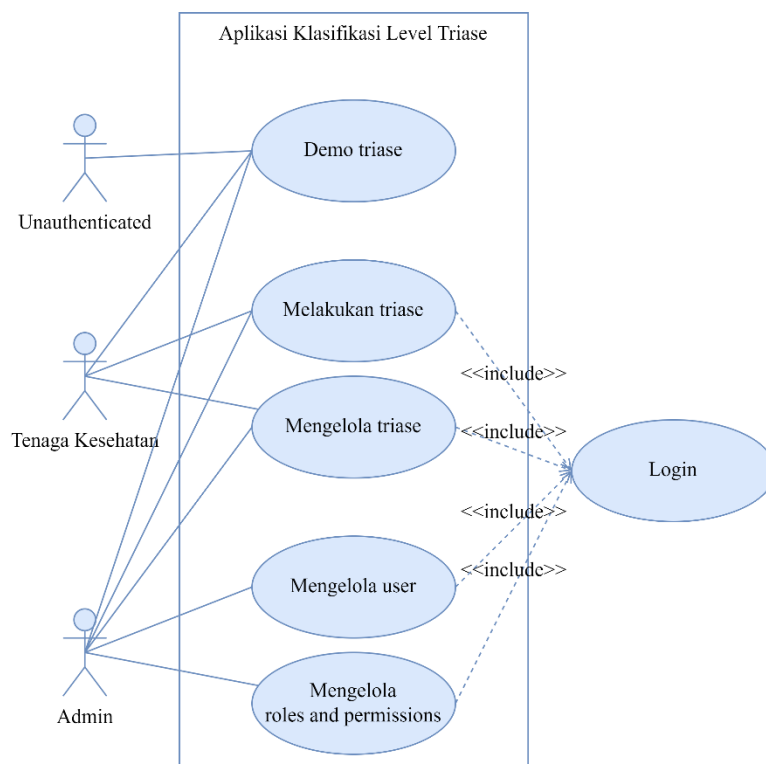 Aplikasi Klasifikasi Level Triase
Demo triase
Unauthenticated
Melakukan triase
<<include>>
Mengelola triase
<<include>>
Tenaga Kesehatan
Login
<<include>>
<<include>>
Mengelola user
Mengelola
roles and permissions
Admin